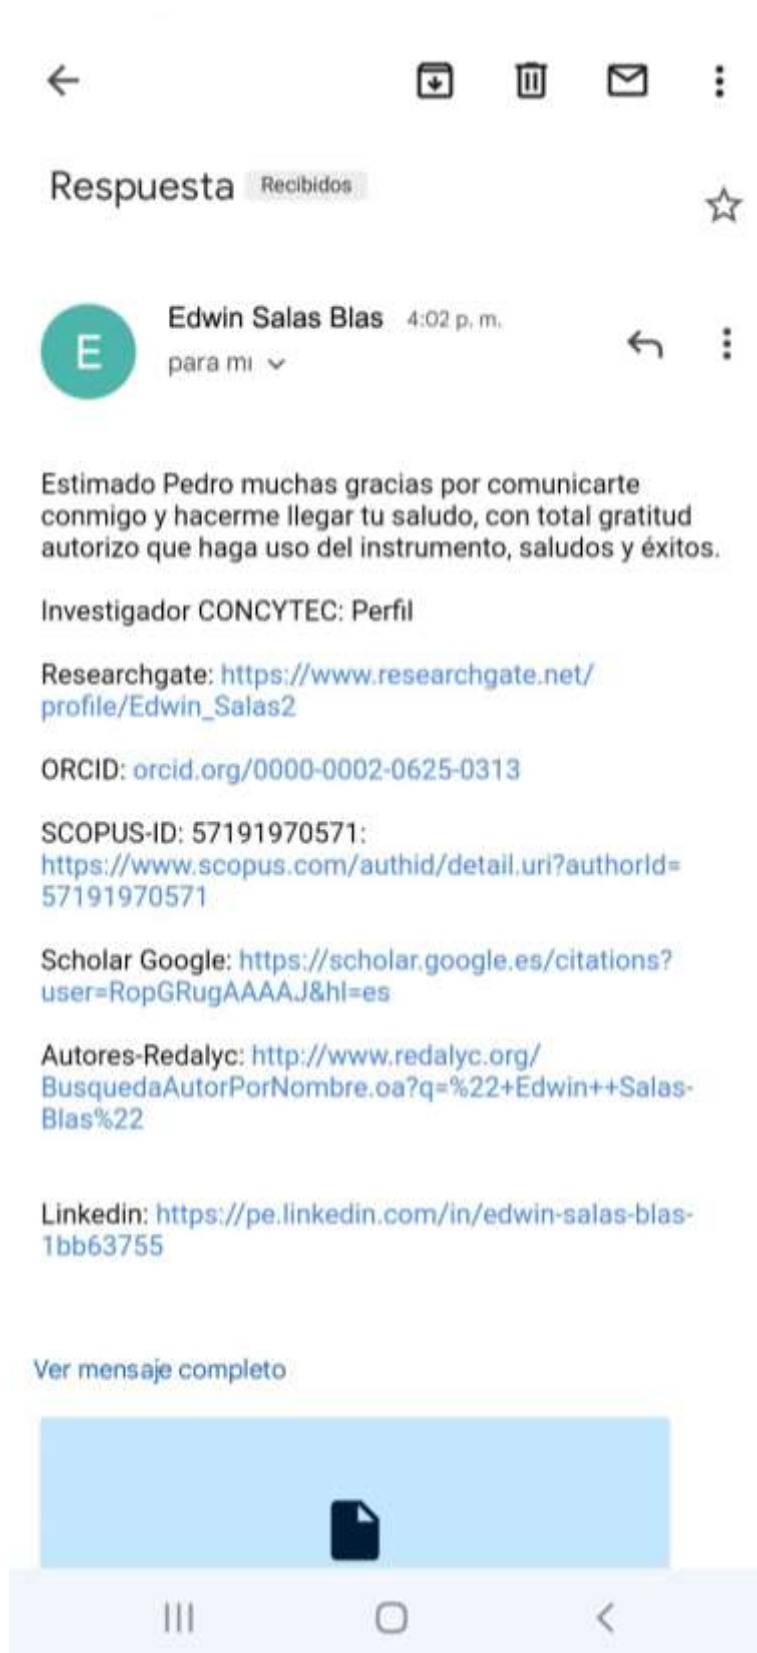 Respuesta Recibidos
E
Edwin Salas Blas 4:02 p. m.
para mi
Estimado Pedro muchas gracias por comunicarte
conmigo y hacerme llegar tu saludo, con total gratitud
autorizo que haga uso del instrumento, saludos y éxitos.
Investigador CONCYTEC: Perfil
Researchgate: https://www.researchgate.net/
profile/Edwin_Salas2
ORCID: orcid.org/0000-0002-0625-0313
SCOPUS-ID: 57191970571:
https://www.scopus.com/authid/detail.uri?authorId=
57191970571
Scholar Google: https://scholar.google.es/citations?
user=RopGRugAAAAJ&hl=es
Autores-Redalyc: http://www.redalyc.org/
BusquedaAutorPorNombre.oa?q=%22+Edwin++Salas-
Blas%22
Linkedin: https://pe.linkedin.com/in/edwin-salas-blas-
1bb63755
Ver mensaje completo